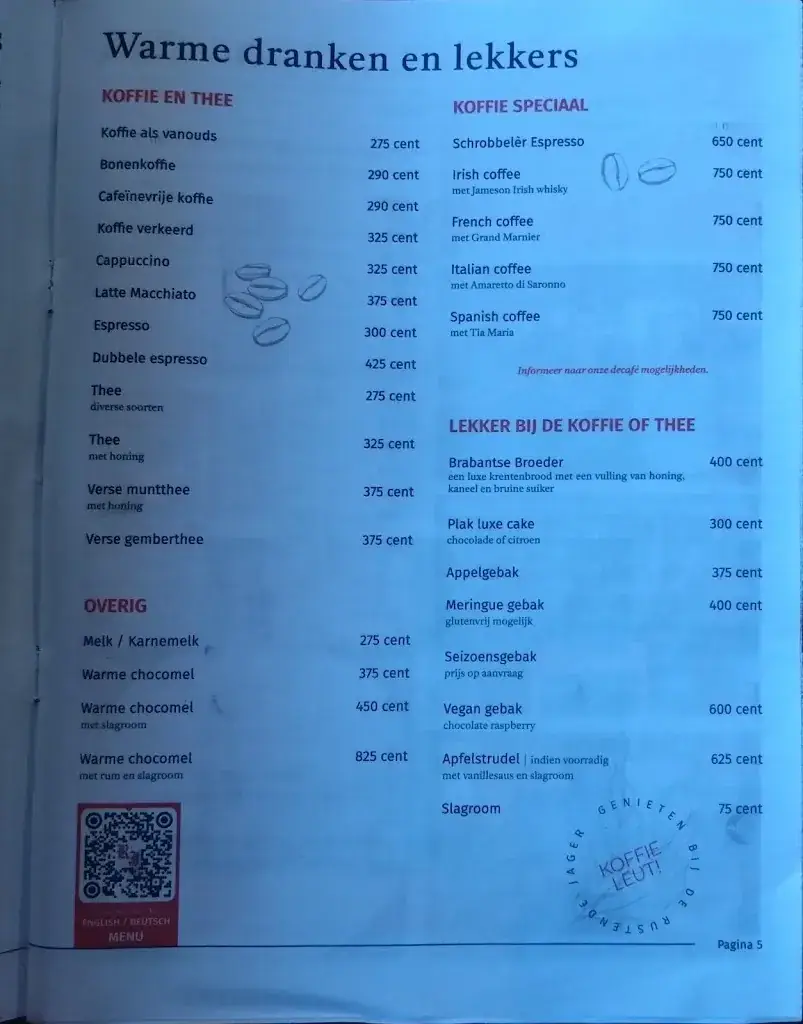 Warme dranken en lekkers
KOFFIE EN THEE
Koffie als vanouds 275 cent
Bonenkoffie 290 cent
Cafeïnevrije koffie 290 cent
Koffie verkeerd 325 cent
Cappuccino 325 cent
Latte Macchiato 375 cent
Espresso 300 cent
Dubbele espresso 425 cent
Thee 275 cent
diverse soorten
Thee 325 cent
met honing
Verse muntthee 375 cent
met honing
Verse gemberthee 375 cent
OVERIG
Melk / Karnemelk 275 cent
Warme chocomel 375 cent
Warme chocomel 450 cent
met slagroom
Warme chocomel 825 cent
met rum en slagroom
ENGLISH / DEUTSCH
MENU
KOFFIE SPECIAAL
Schrobbelèr Espresso 650 cent
Irish coffee 750 cent
met Jameson Irish whisky
French coffee 750 cent
met Grand Marnier
Italian coffee 750 cent
met Amaretto di Saronno
Spanish coffee 750 cent
met Tia Maria
Informeer naar onze decafé mogelijkheden.
LEKKER BIJ DE KOFFIE OF THEE
Brabantse Broeder 400 cent
een luxe krentenbrood met een vulling van honing,
kaneel en bruine suiker
Plak luxe cake 300 cent
chocolade of citroen
Appelgebak 375 cent
Meringue gebak 400 cent
glutenvrij mogelijk
Seizoensgebak
prijs op aanvraag
Vegan gebak 600 cent
chocolate raspberry
Apfelstrudel | indien voorradig 625 cent
met vanillesaus en slagroom
Slagroom 75 cent
GENIETEN BIJ DE RUSTENDE JAGER
KOFFIE
LEUT!
Pagina 5